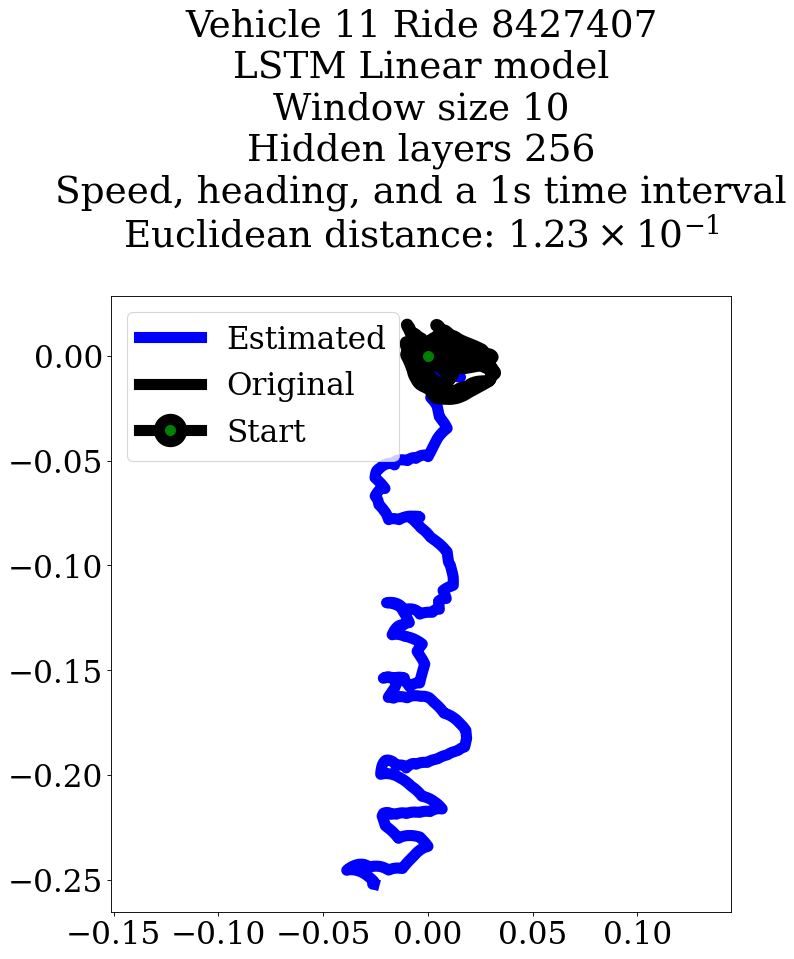 Vehicle 11 Ride 8427407
LSTM Linear model
Window size 10
Hidden layers 256
Speed, heading, and a 1s time interval
Euclidean distance: 1.23 × 10⁻¹
Estimated
Original
Start
0.00
−0.05
−0.10
−0.15
−0.20
−0.25
−0.15 −0.10 −0.05 0.00 0.05 0.10